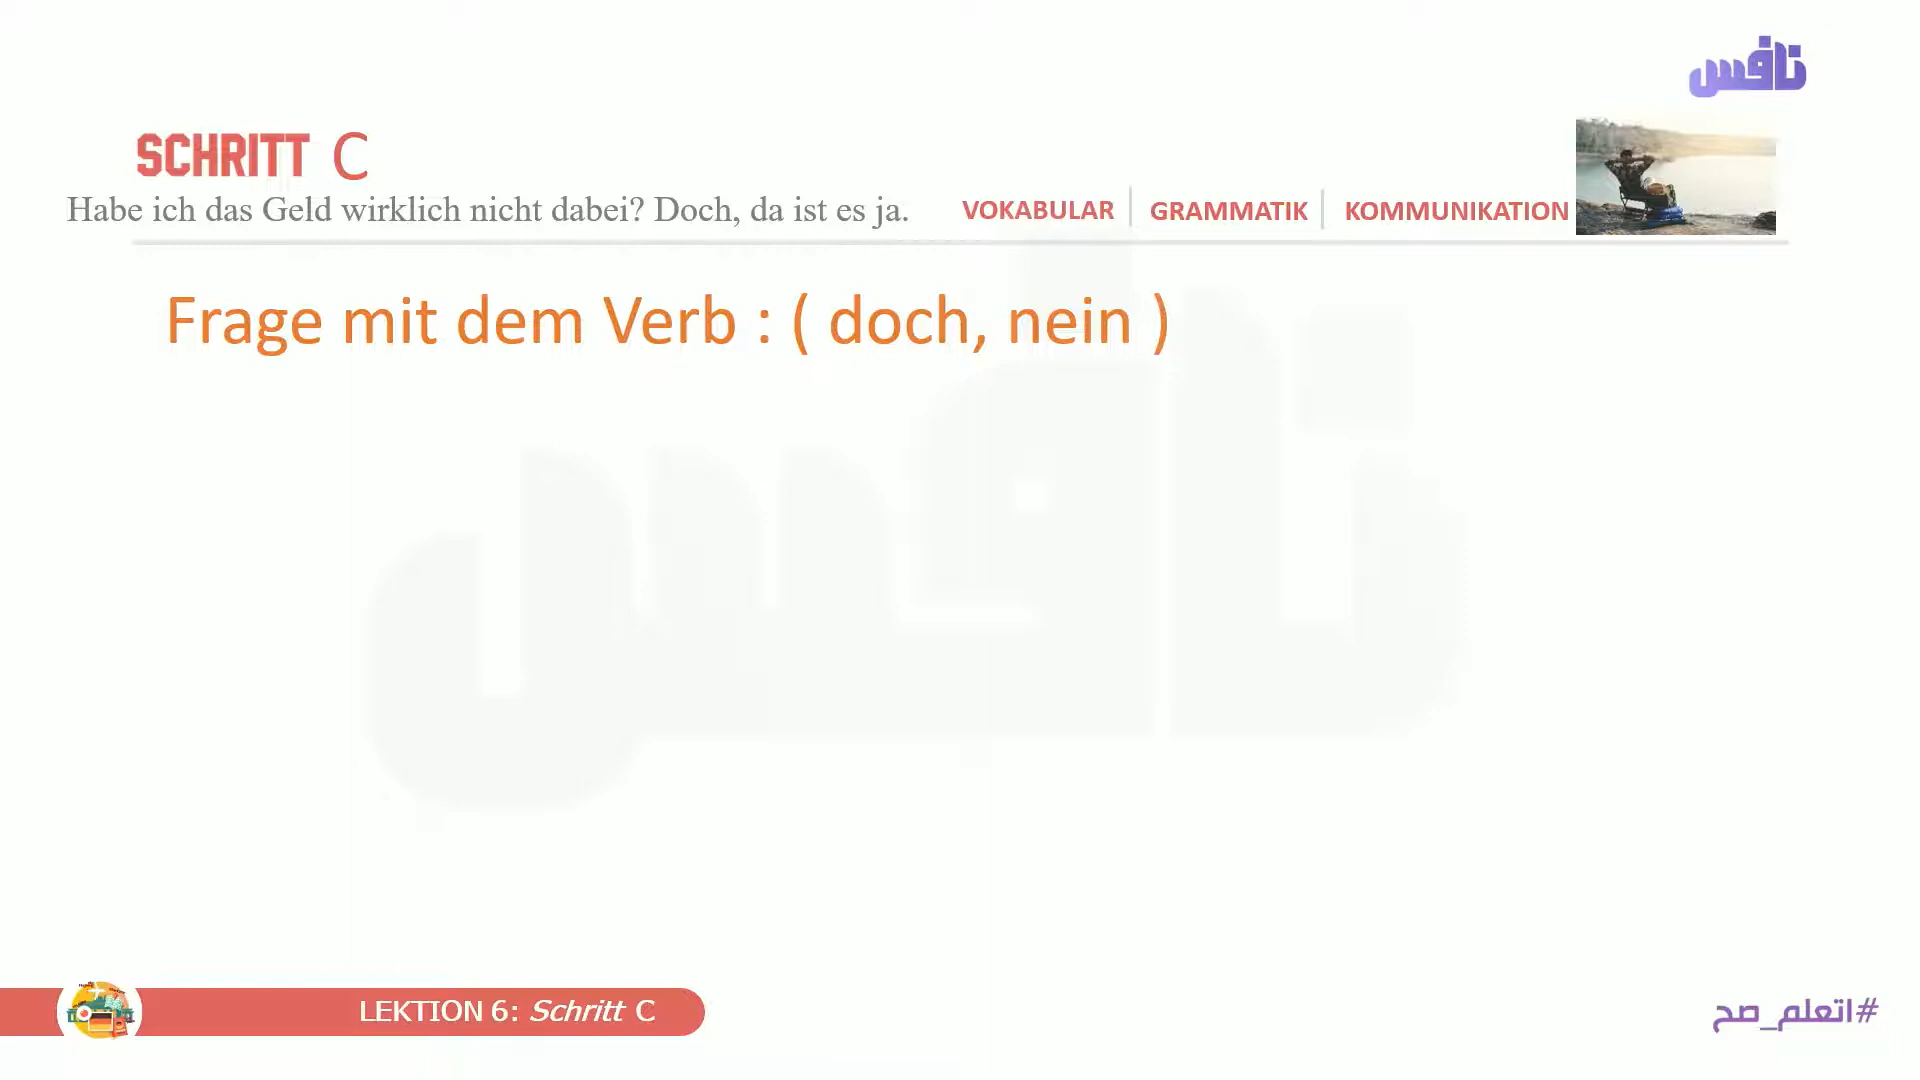 نافس
SCHRITT C
Habe ich das Geld wirklich nicht dabei? Doch, da ist es ja.
VOKABULAR
GRAMMATIK
KOMMUNIKATION
Frage mit dem Verb : ( doch, nein )
نافس
LEKTION 6: Schritt C
#اتعلم_صح